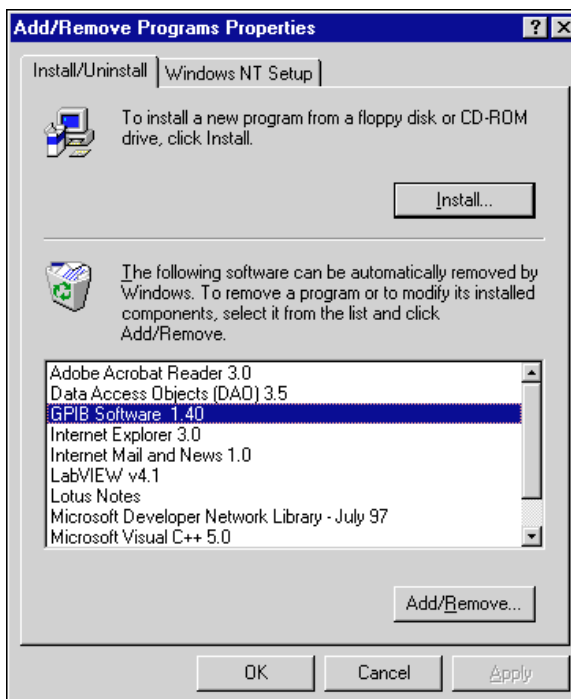 Add/Remove Programs Properties
Install/Uninstall
Windows NT Setup
To install a new program from a floppy disk or CD-ROM
drive, click Install.
Install...
The following software can be automatically removed by
Windows. To remove a program or to modify its installed
components, select it from the list and click
Add/Remove.
Adobe Acrobat Reader 3.0
Data Access Objects (DAO) 3.5
GPIB Software  1.40
Internet Explorer 3.0
Internet Mail and News 1.0
LabVIEW v4.1
Lotus Notes
Microsoft Developer Network Library - July 97
Microsoft Visual C++ 5.0
Add/Remove...
OK
Cancel
Apply